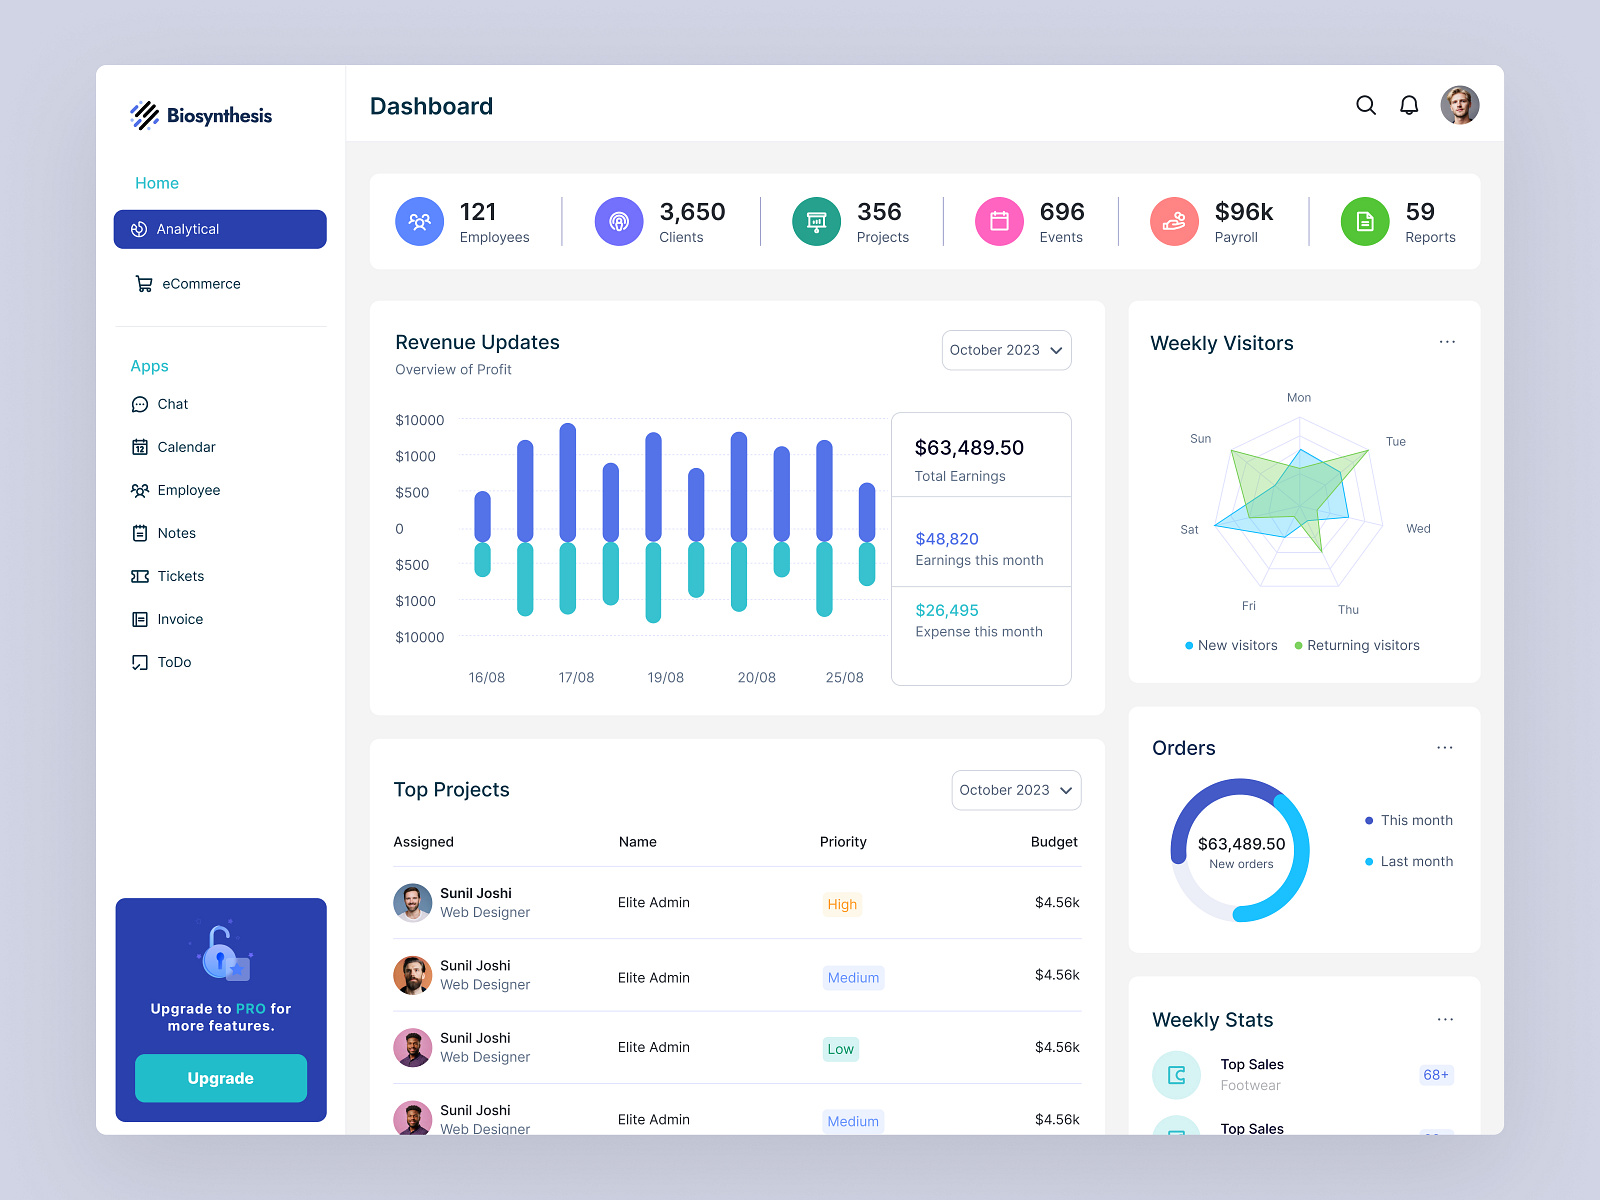 Biosynthesis
Home
Analytical
eCommerce
Apps
Chat
12
Calendar
Employee
Notes
Tickets
Invoice
ToDo
Upgrade to PRO for
more features.
Upgrade
Dashboard
121
Employees
3,650
Clients
356
Projects
696
Events
$96k
Payroll
59
Reports
Revenue Updates
Overview of Profit
October 2023
$10000
$1000
$500
0
$500
$1000
$10000
16/08 17/08 19/08 20/08 25/08
$63,489.50
Total Earnings
$48,820
Earnings this month
$26,495
Expense this month
Weekly Visitors
Mon
Tue
Wed
Thu
Fri
Sat
Sun
New visitors Returning visitors
Top Projects
October 2023
Assigned Name Priority Budget
Sunil Joshi
Web Designer
Elite Admin High $4.56k
Sunil Joshi
Web Designer
Elite Admin Medium $4.56k
Sunil Joshi
Web Designer
Elite Admin Low $4.56k
Sunil Joshi
Web Designer
Elite Admin Medium $4.56k
Orders
$63,489.50
New orders
This month
Last month
Weekly Stats
Top Sales
Footwear
68+
Top Sales